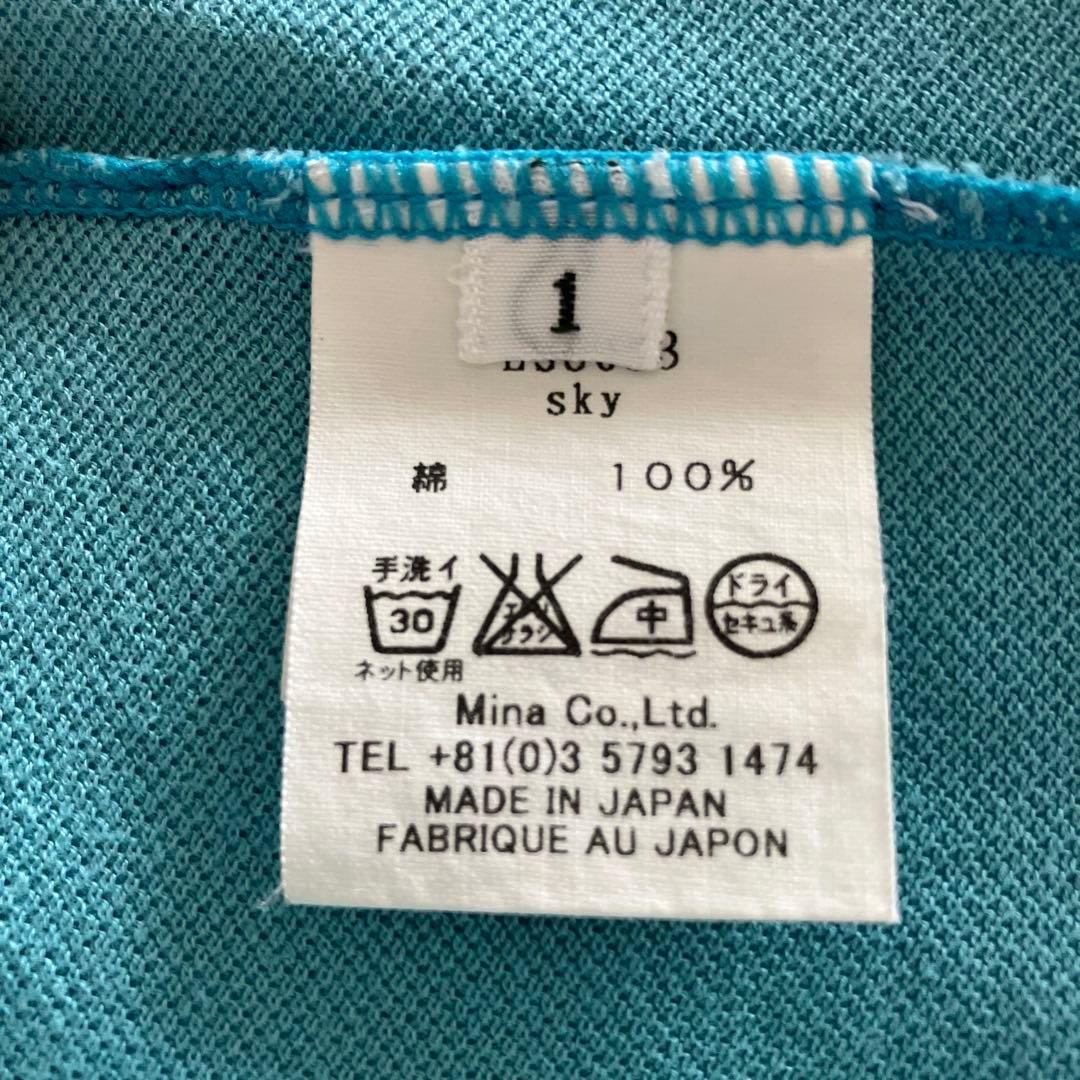 1
sky
綿 100%
手洗イ
30
ネット使用
中
ドライ
セキユ系
Mina Co.,Ltd.
TEL +81(0)3 5793 1474
MADE IN JAPAN
FABRIQUE AU JAPON